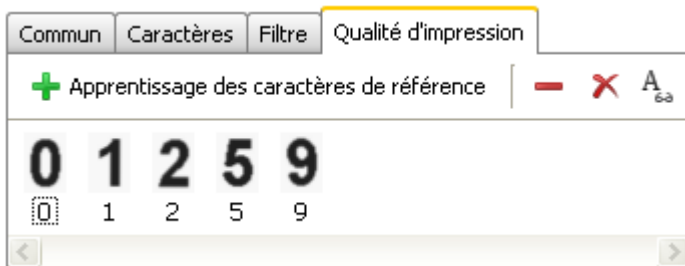 Commun Caractères Filtre Qualité d'impression
Apprentissage des caractères de référence A 6a
0 1 2 5 9
0 1 2 5 9